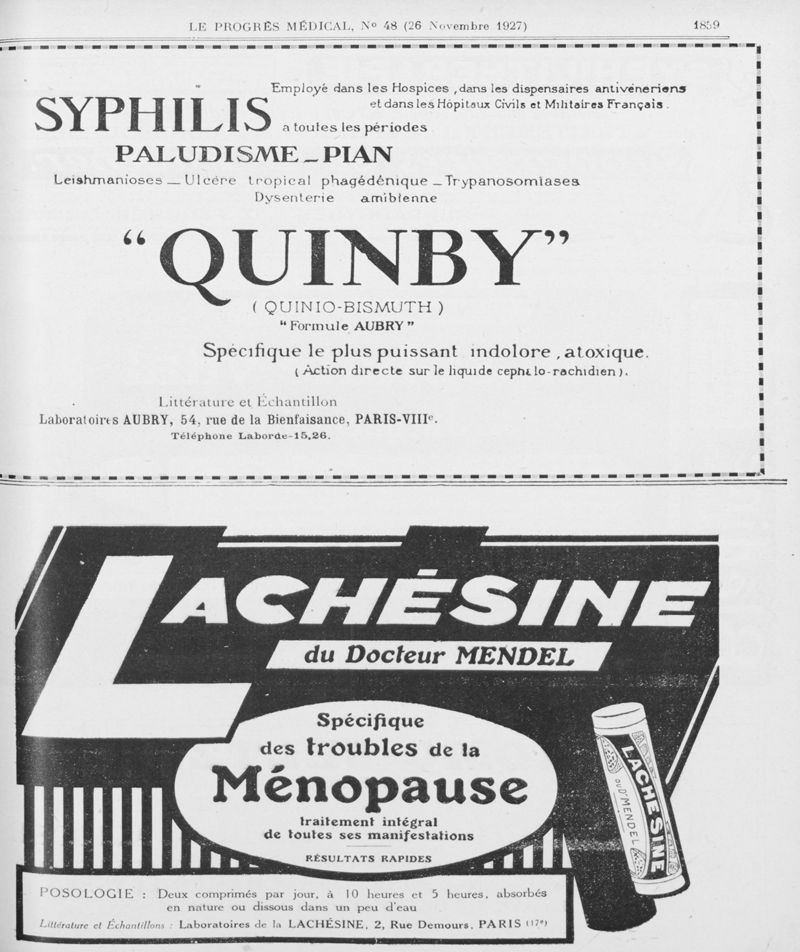 LE PROGRÈS MÉDICAL, Nº 48 (26 Novembre 1927) 1859
Employé dans les Hospices, dans les dispensaires antivénériens
et dans les Hôpitaux Civils et Militaires Français.
SYPHILIS a toutes les périodes
PALUDISME_PIAN
Leishmanioses _ Ulcére tropical phagédénique _ Trypanosomiases
Dysenterie amibienne
"QUINBY"
(QUINIO-BISMUTH)
"Formule AUBRY"
Spécifique le plus puissant indolore, atoxique.
(Action directe sur le liquide cephalo-rachidien).
Littérature et Échantillon
Laboratoires AUBRY, 54, rue de la Bienfaisance, PARIS-VIIIe.
Téléphone Laborde-15,26.
LACHÉSINE
du Docteur MENDEL
Spécifique
des troubles de la
Ménopause
traitement intégral
de toutes ses manifestations
RÉSULTATS RAPIDES
LACHÉSINE
DU Dr MENDEL
POSOLOGIE : Deux comprimés par jour, à 10 heures et 5 heures, absorbés
en nature ou dissous dans un peu d'eau
Littérature et Échantillons : Laboratoires de la LACHÉSINE, 2, Rue Demours, PARIS (17e)